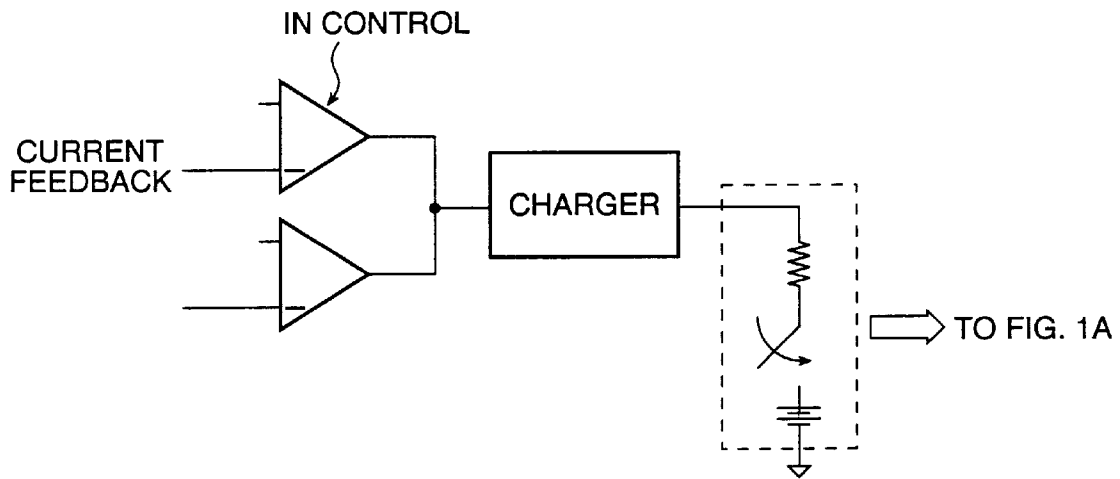 IN CONTROL
CURRENT
FEEDBACK
CHARGER
TO FIG. 1A